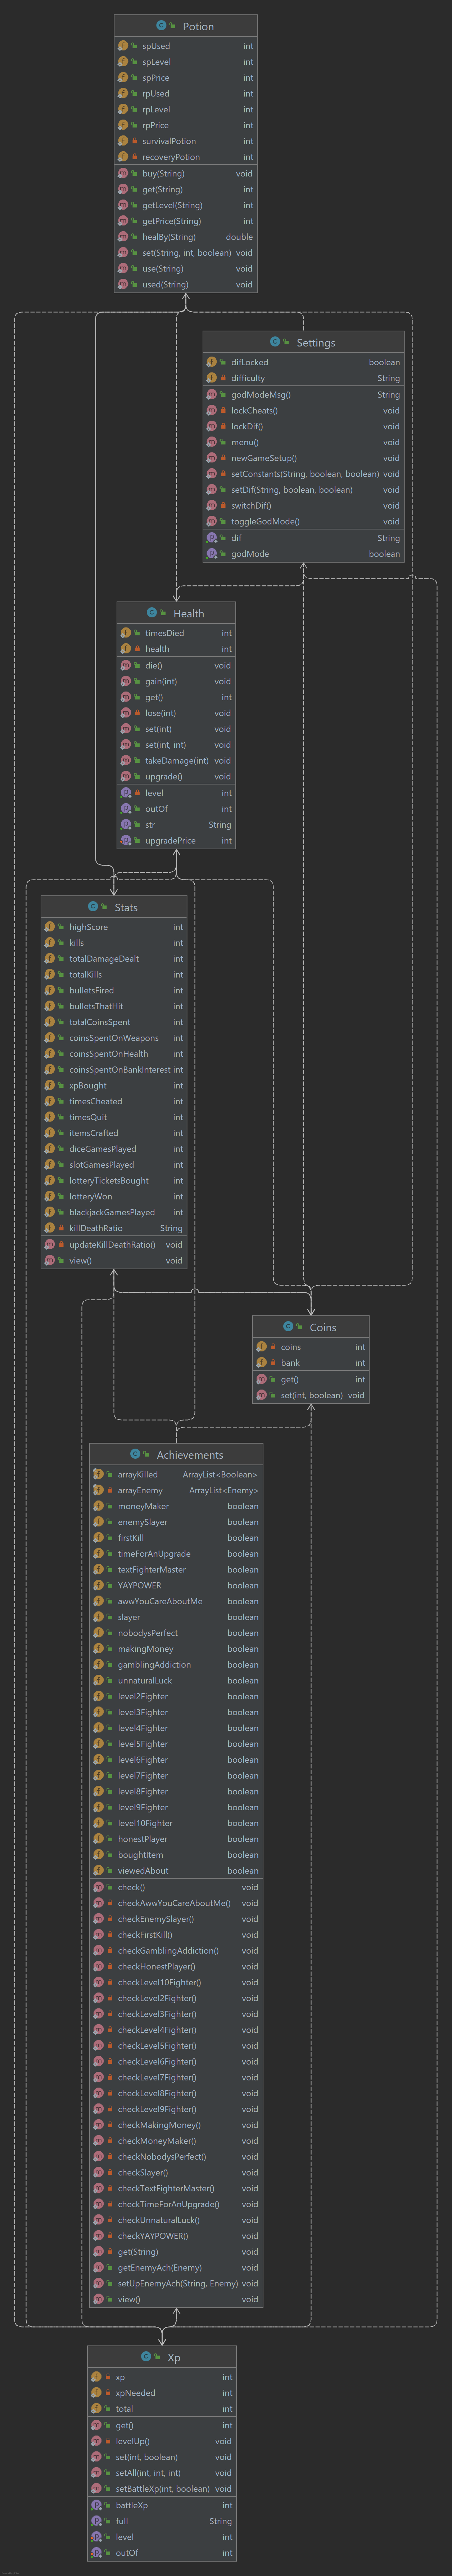 Potion
spUsed int
spLevel int
spPrice int
rpUsed int
rpLevel int
rpPrice int
survivalPotion int
recoveryPotion int
buy(String) void
get(String) int
getLevel(String) int
getPrice(String) int
healBy(String) double
set(String, int, boolean) void
use(String) void
used(String) void
Settings
difLocked boolean
difficulty String
godModeMsg() String
lockCheats() void
lockDif() void
menu() void
newGameSetup() void
setConstants(String, boolean, boolean) void
setDif(String, boolean, boolean) void
switchDif() void
toggleGodMode() void
dif String
godMode boolean
Health
timesDied int
health int
die() void
gain(int) void
get() int
lose(int) void
set(int) void
set(int, int) void
takeDamage(int) void
upgrade() void
level int
outOf int
str String
upgradePrice int
Stats
highScore int
kills int
totalDamageDealt int
totalKills int
bulletsFired int
bulletsThatHit int
totalCoinsSpent int
coinsSpentOnWeapons int
coinsSpentOnHealth int
coinsSpentOnBankInterest int
xpBought int
timesCheated int
timesQuit int
itemsCrafted int
diceGamesPlayed int
slotGamesPlayed int
lotteryTicketsBought int
lotteryWon int
blackjackGamesPlayed int
killDeathRatio String
updateKillDeathRatio() void
view() void
Coins
coins int
bank int
get() int
set(int, boolean) void
Achievements
arrayKilled ArrayList<Boolean>
arrayEnemy ArrayList<Enemy>
moneyMaker boolean
enemySlayer boolean
firstKill boolean
timeForAnUpgrade boolean
textFighterMaster boolean
YAYPOWER boolean
awwYouCareAboutMe boolean
slayer boolean
nobodysPerfect boolean
makingMoney boolean
gamblingAddiction boolean
unnaturalLuck boolean
level2Fighter boolean
level3Fighter boolean
level4Fighter boolean
level5Fighter boolean
level6Fighter boolean
level7Fighter boolean
level8Fighter boolean
level9Fighter boolean
level10Fighter boolean
honestPlayer boolean
boughtItem boolean
viewedAbout boolean
check() void
checkAwwYouCareAboutMe() void
checkEnemySlayer() void
checkFirstKill() void
checkGamblingAddiction() void
checkHonestPlayer() void
checkLevel10Fighter() void
checkLevel2Fighter() void
checkLevel3Fighter() void
checkLevel4Fighter() void
checkLevel5Fighter() void
checkLevel6Fighter() void
checkLevel7Fighter() void
checkLevel8Fighter() void
checkLevel9Fighter() void
checkMakingMoney() void
checkMoneyMaker() void
checkNobodysPerfect() void
checkSlayer() void
checkTextFighterMaster() void
checkTimeForAnUpgrade() void
checkUnnaturalLuck() void
checkYAYPOWER() void
get(String) void
getEnemyAch(Enemy) void
setUpEnemyAch(String, Enemy) void
view() void
Xp
xp int
xpNeeded int
total int
get() int
levelUp() void
set(int, boolean) void
setAll(int, int, int) void
setBattleXp(int, boolean) void
battleXp int
full String
level int
outOf int